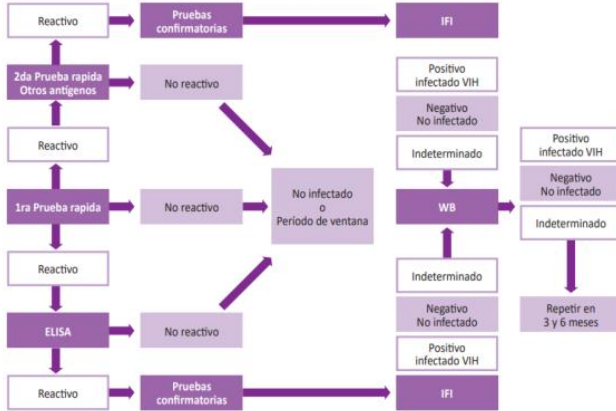 Reactivo
Pruebas
confirmatorias
IFI
2da Prueba rapida
Otros antígenos
No reactivo
Positivo
infectado VIH
Negativo
No infectado
Indeterminado
Reactivo
1ra Prueba rapida
No reactivo
No infectado
o
Período de ventana
WB
Positivo
infectado VIH
Negativo
No infectado
Indeterminado
Repetir en
3 y 6 meses
Reactivo
ELISA
No reactivo
Indeterminado
Negativo
No infectado
Positivo
infectado VIH
Reactivo
Pruebas
confirmatorias
IFI